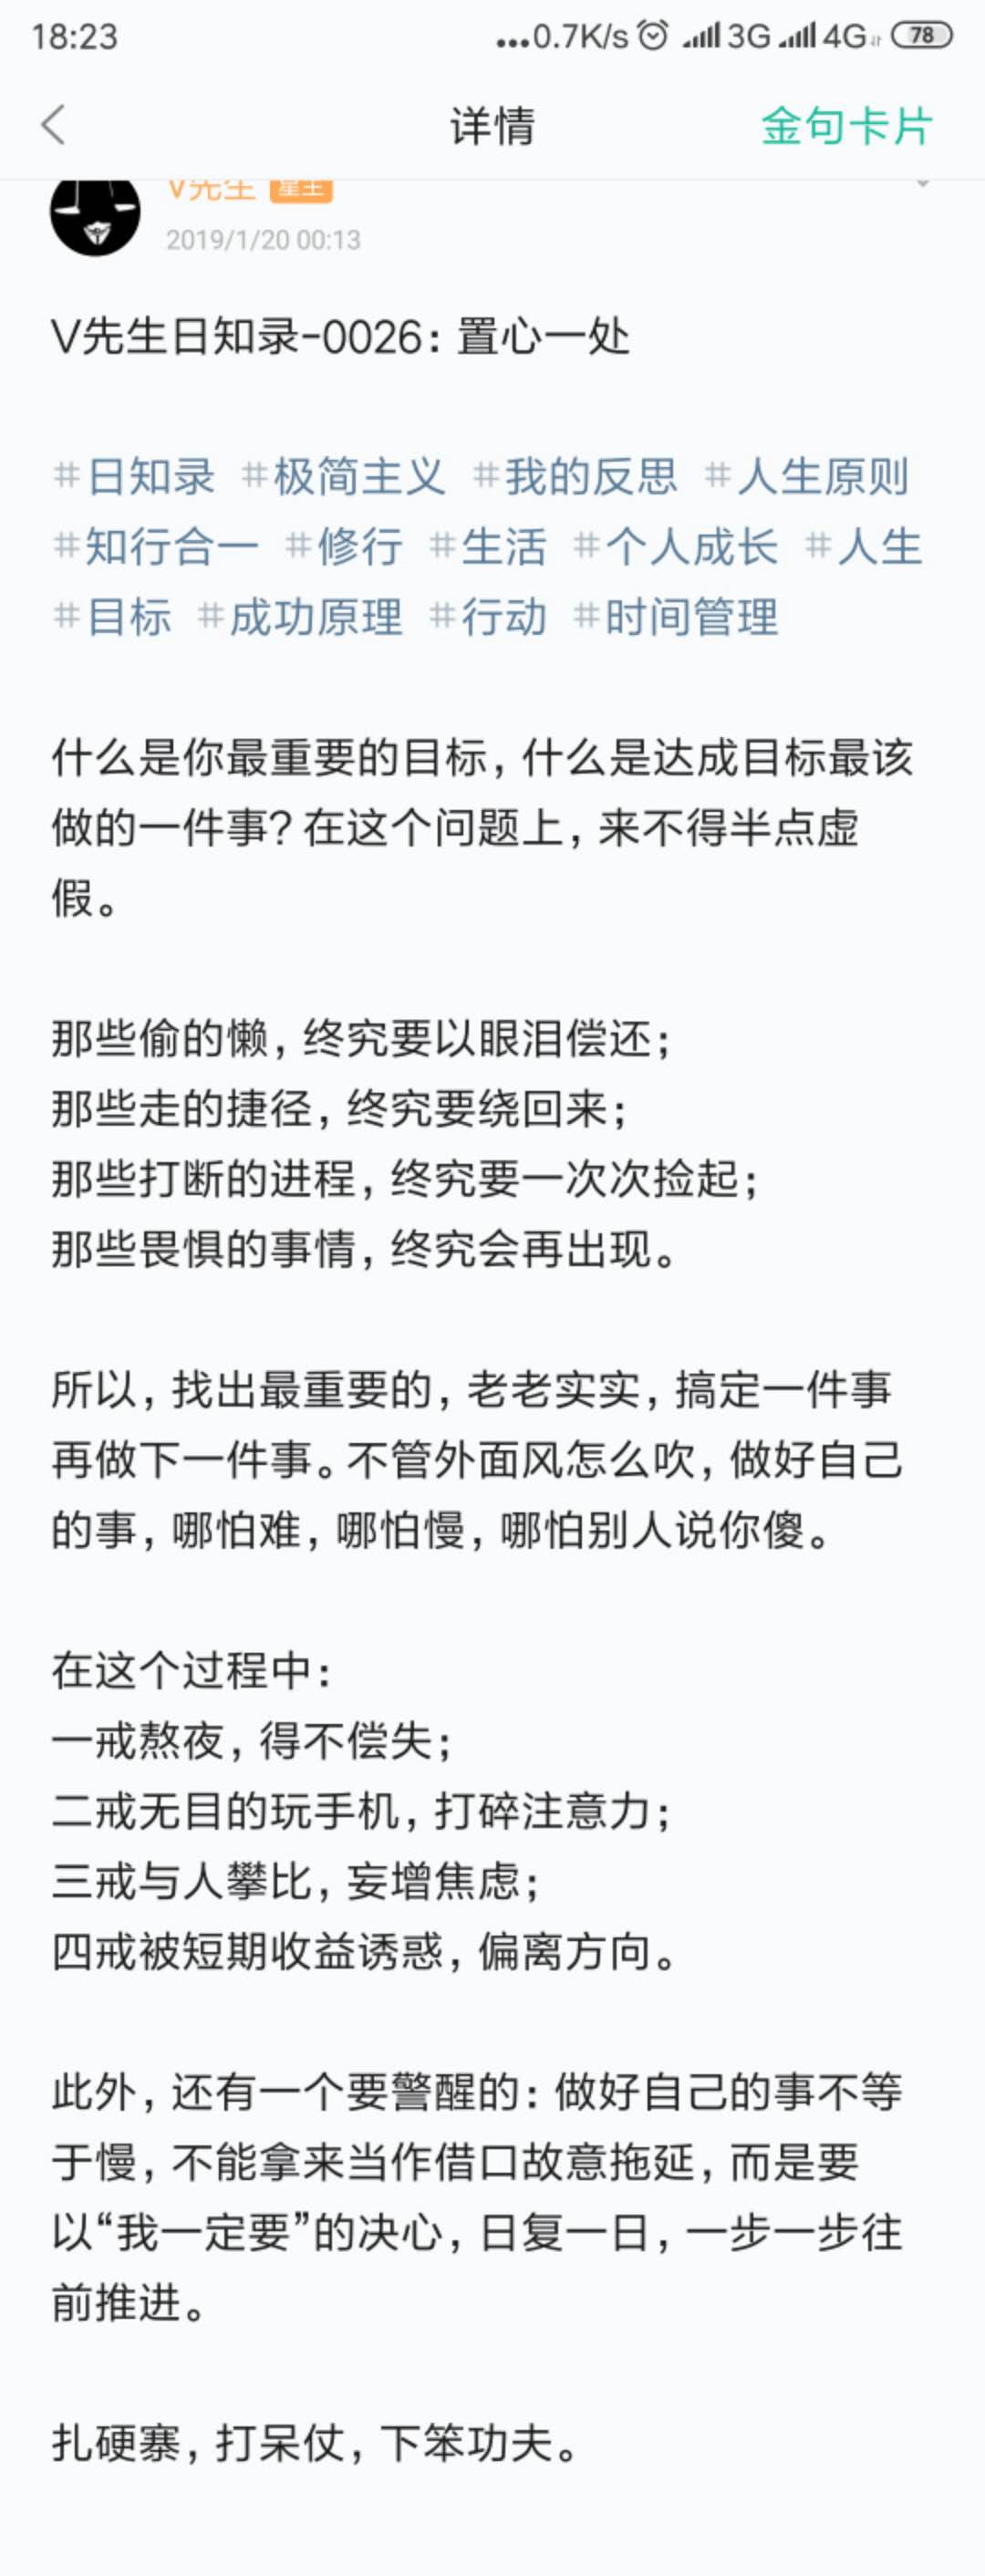 18:23
...0.7K/s 3G 4G 78
详情 金句卡片
V先生 星主
2019/1/20 00:13
V先生日知录-0026：置心一处
#日知录 #极简主义 #我的反思 #人生原则
#知行合一 #修行 #生活 #个人成长 #人生
#目标 #成功原理 #行动 #时间管理
什么是你最重要的目标，什么是达成目标最该
做的一件事？在这个问题上，来不得半点虚
假。
那些偷的懒，终究要以眼泪偿还；
那些走的捷径，终究要绕回来；
那些打断的进程，终究要一次次捡起；
那些畏惧的事情，终究会再出现。
所以，找出最重要的，老老实实，搞定一件事
再做下一件事。不管外面风怎么吹，做好自己
的事，哪怕难，哪怕慢，哪怕别人说你傻。
在这个过程中：
一戒熬夜，得不偿失；
二戒无目的玩手机，打碎注意力；
三戒与人攀比，妄增焦虑；
四戒被短期收益诱惑，偏离方向。
此外，还有一个要警醒的：做好自己的事不等
于慢，不能拿来当作借口故意拖延，而是要
以“我一定要”的决心，日复一日，一步一步往
前推进。
扎硬寨，打呆仗，下笨功夫。